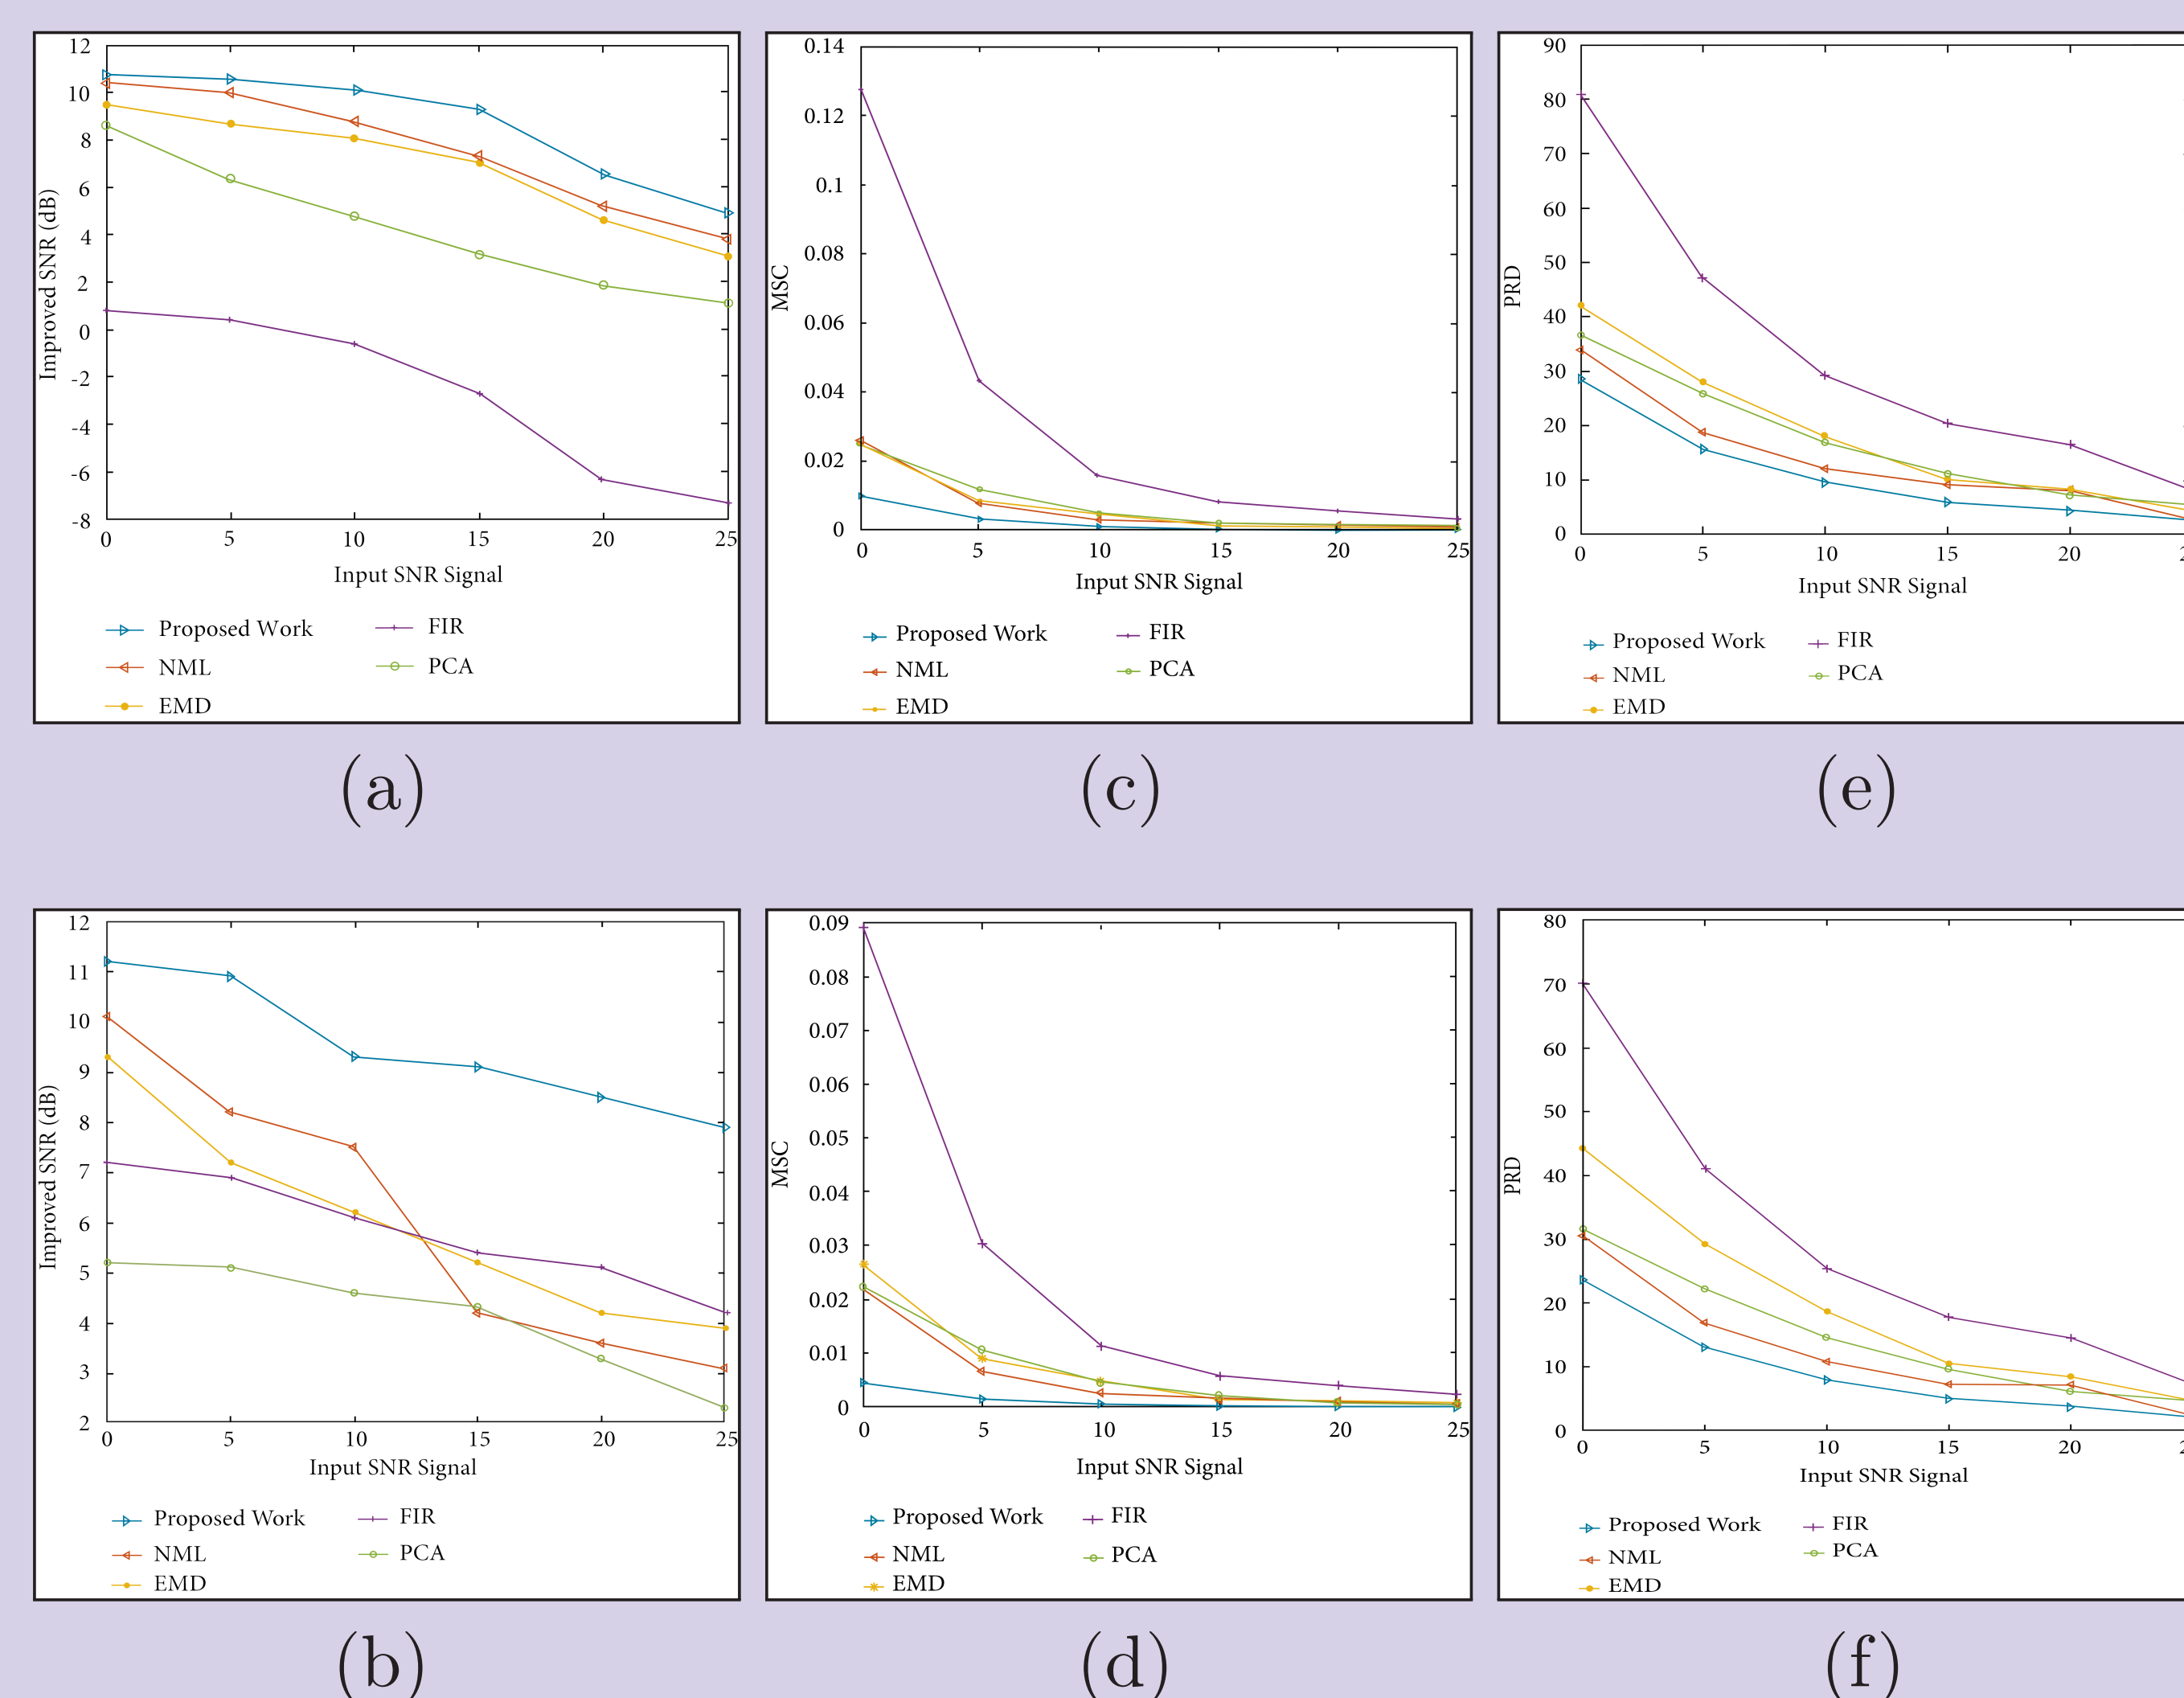 12
10
8
6
4
2
0
-2
-4
-6
-8
Improved SNR (dB)
0 5 10 15 20 25
Input SNR Signal
Proposed Work FIR
NML PCA
EMD
(a)
0.14
0.12
0.1
0.08
0.06
0.04
0.02
0
MSC
0 5 10 15 20 25
Input SNR Signal
Proposed Work FIR
NML PCA
EMD
(c)
90
80
70
60
50
40
30
20
10
0
PRD
0 5 10 15 20
Input SNR Signal
Proposed Work FIR
NML PCA
EMD
(e)
12
11
10
9
8
7
6
5
4
3
2
Improved SNR (dB)
0 5 10 15 20 25
Input SNR Signal
Proposed Work FIR
NML PCA
EMD
(b)
0.09
0.08
0.07
0.06
0.05
0.04
0.03
0.02
0.01
0
MSC
0 5 10 15 20 25
Input SNR Signal
Proposed Work FIR
NML PCA
EMD
(d)
80
70
60
50
40
30
20
10
0
PRD
0 5 10 15 20
Input SNR Signal
Proposed Work FIR
NML PCA
EMD
(f)